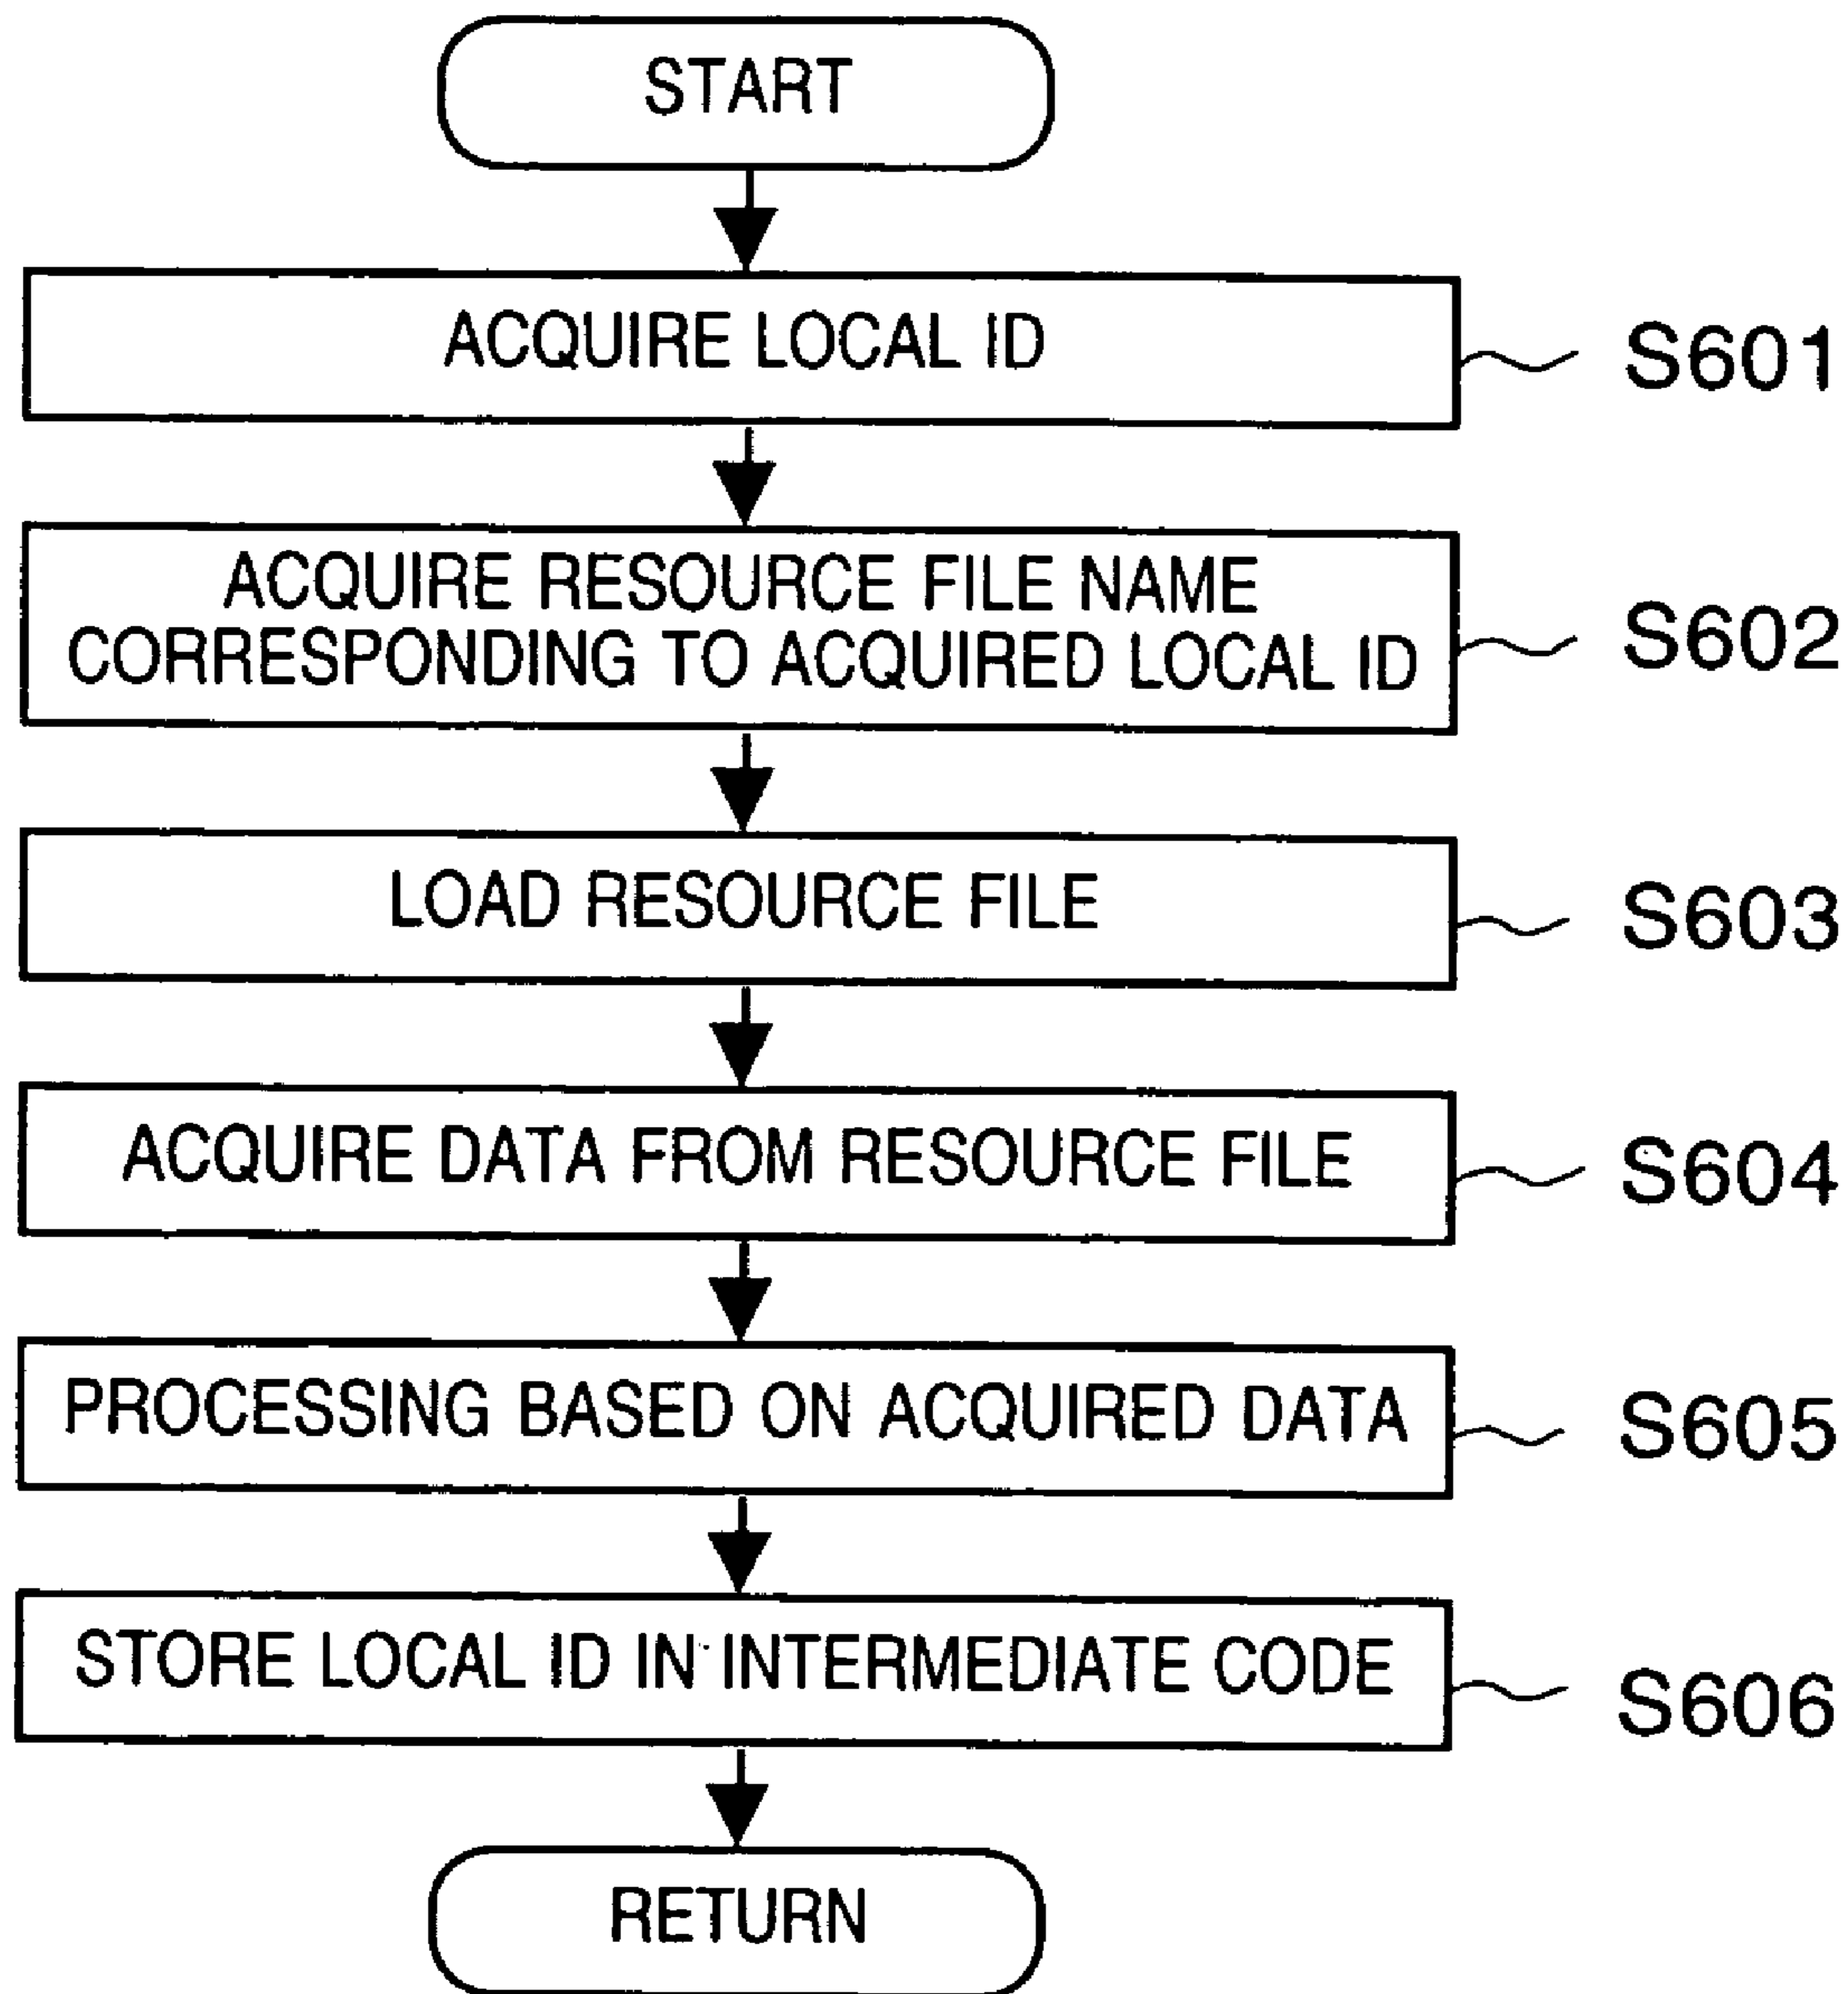 START
ACQUIRE LOCAL ID
S601
ACQUIRE RESOURCE FILE NAME
CORRESPONDING TO ACQUIRED LOCAL ID
S602
LOAD RESOURCE FILE
S603
ACQUIRE DATA FROM RESOURCE FILE
S604
PROCESSING BASED ON ACQUIRED DATA
S605
STORE LOCAL ID IN INTERMEDIATE CODE
S606
RETURN